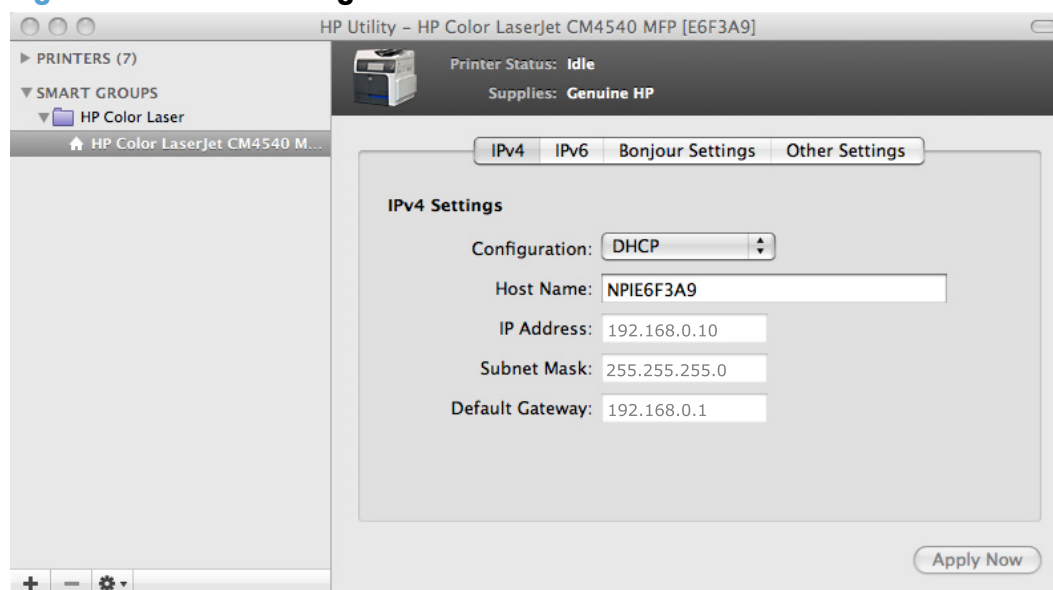 HP Utility – HP Color LaserJet CM4540 MFP [E6F3A9]
PRINTERS (7)
SMART GROUPS
HP Color Laser
HP Color LaserJet CM4540 M...
Printer Status: Idle
Supplies: Genuine HP
IPv4 IPv6 Bonjour Settings Other Settings
IPv4 Settings
Configuration: DHCP
Host Name: NPIE6F3A9
IP Address: 192.168.0.10
Subnet Mask: 255.255.255.0
Default Gateway: 192.168.0.1
Apply Now